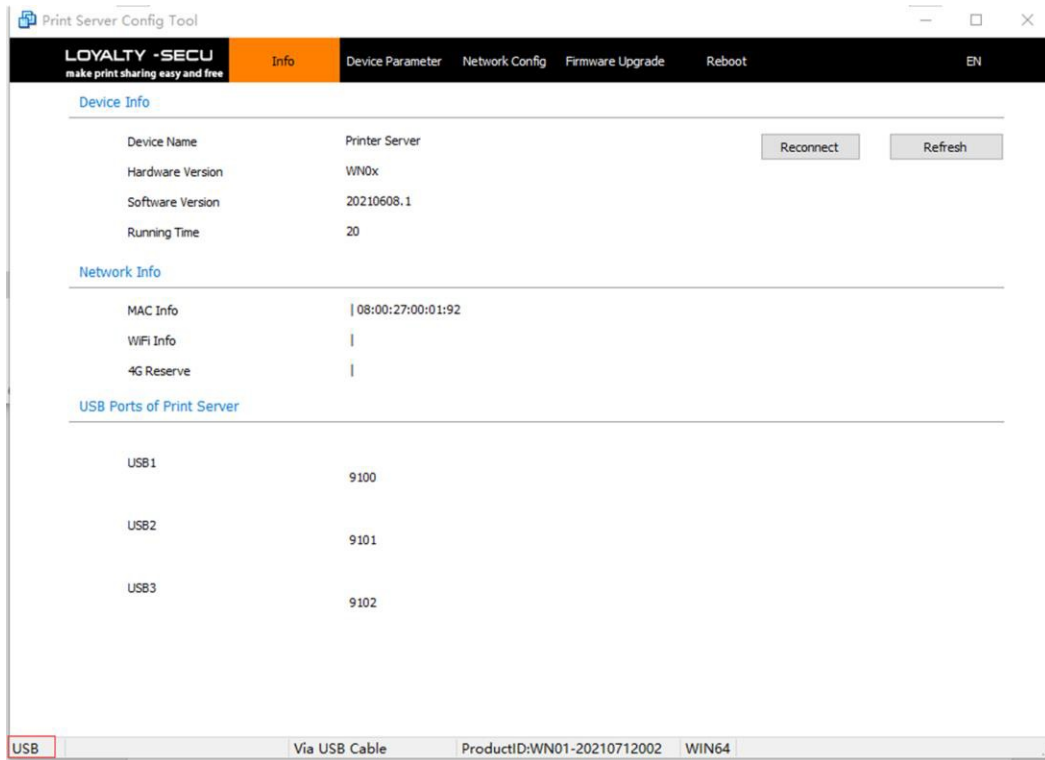 Print Server Config Tool
LOYALTY -SECU
make print sharing easy and free
Info Device Parameter Network Config Firmware Upgrade Reboot EN
Device Info
Device Name Printer Server Reconnect Refresh
Hardware Version WN0x
Software Version 20210608.1
Running Time 20
Network Info
MAC Info | 08:00:27:00:01:92
WiFi Info |
4G Reserve |
USB Ports of Print Server
USB1
9100
USB2
9101
USB3
9102
USB Via USB Cable ProductID:WN01-20210712002 WIN64